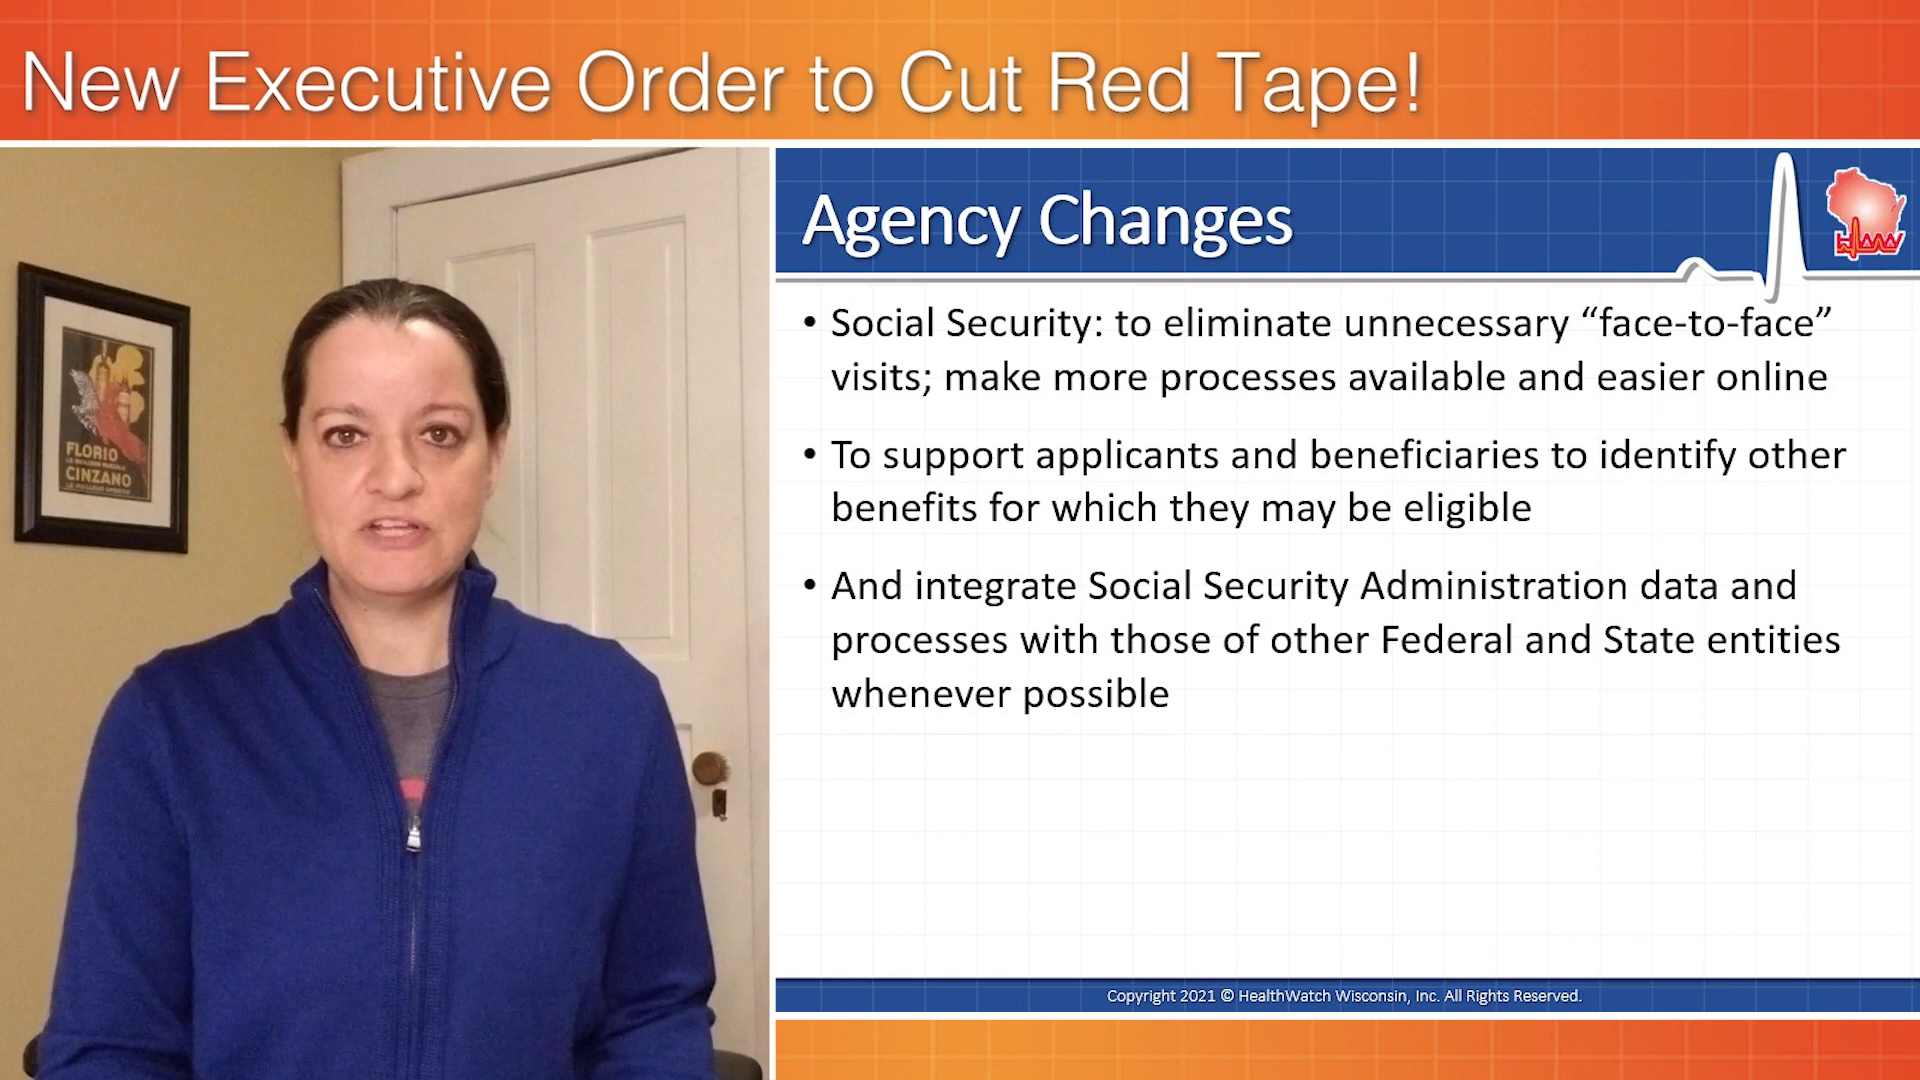 New Executive Order to Cut Red Tape!
FLORIO
CINZANO
Agency Changes
• Social Security: to eliminate unnecessary “face-to-face”
visits; make more processes available and easier online
• To support applicants and beneficiaries to identify other
benefits for which they may be eligible
• And integrate Social Security Administration data and
processes with those of other Federal and State entities
whenever possible
Copyright 2021 © HealthWatch Wisconsin, Inc. All Rights Reserved.